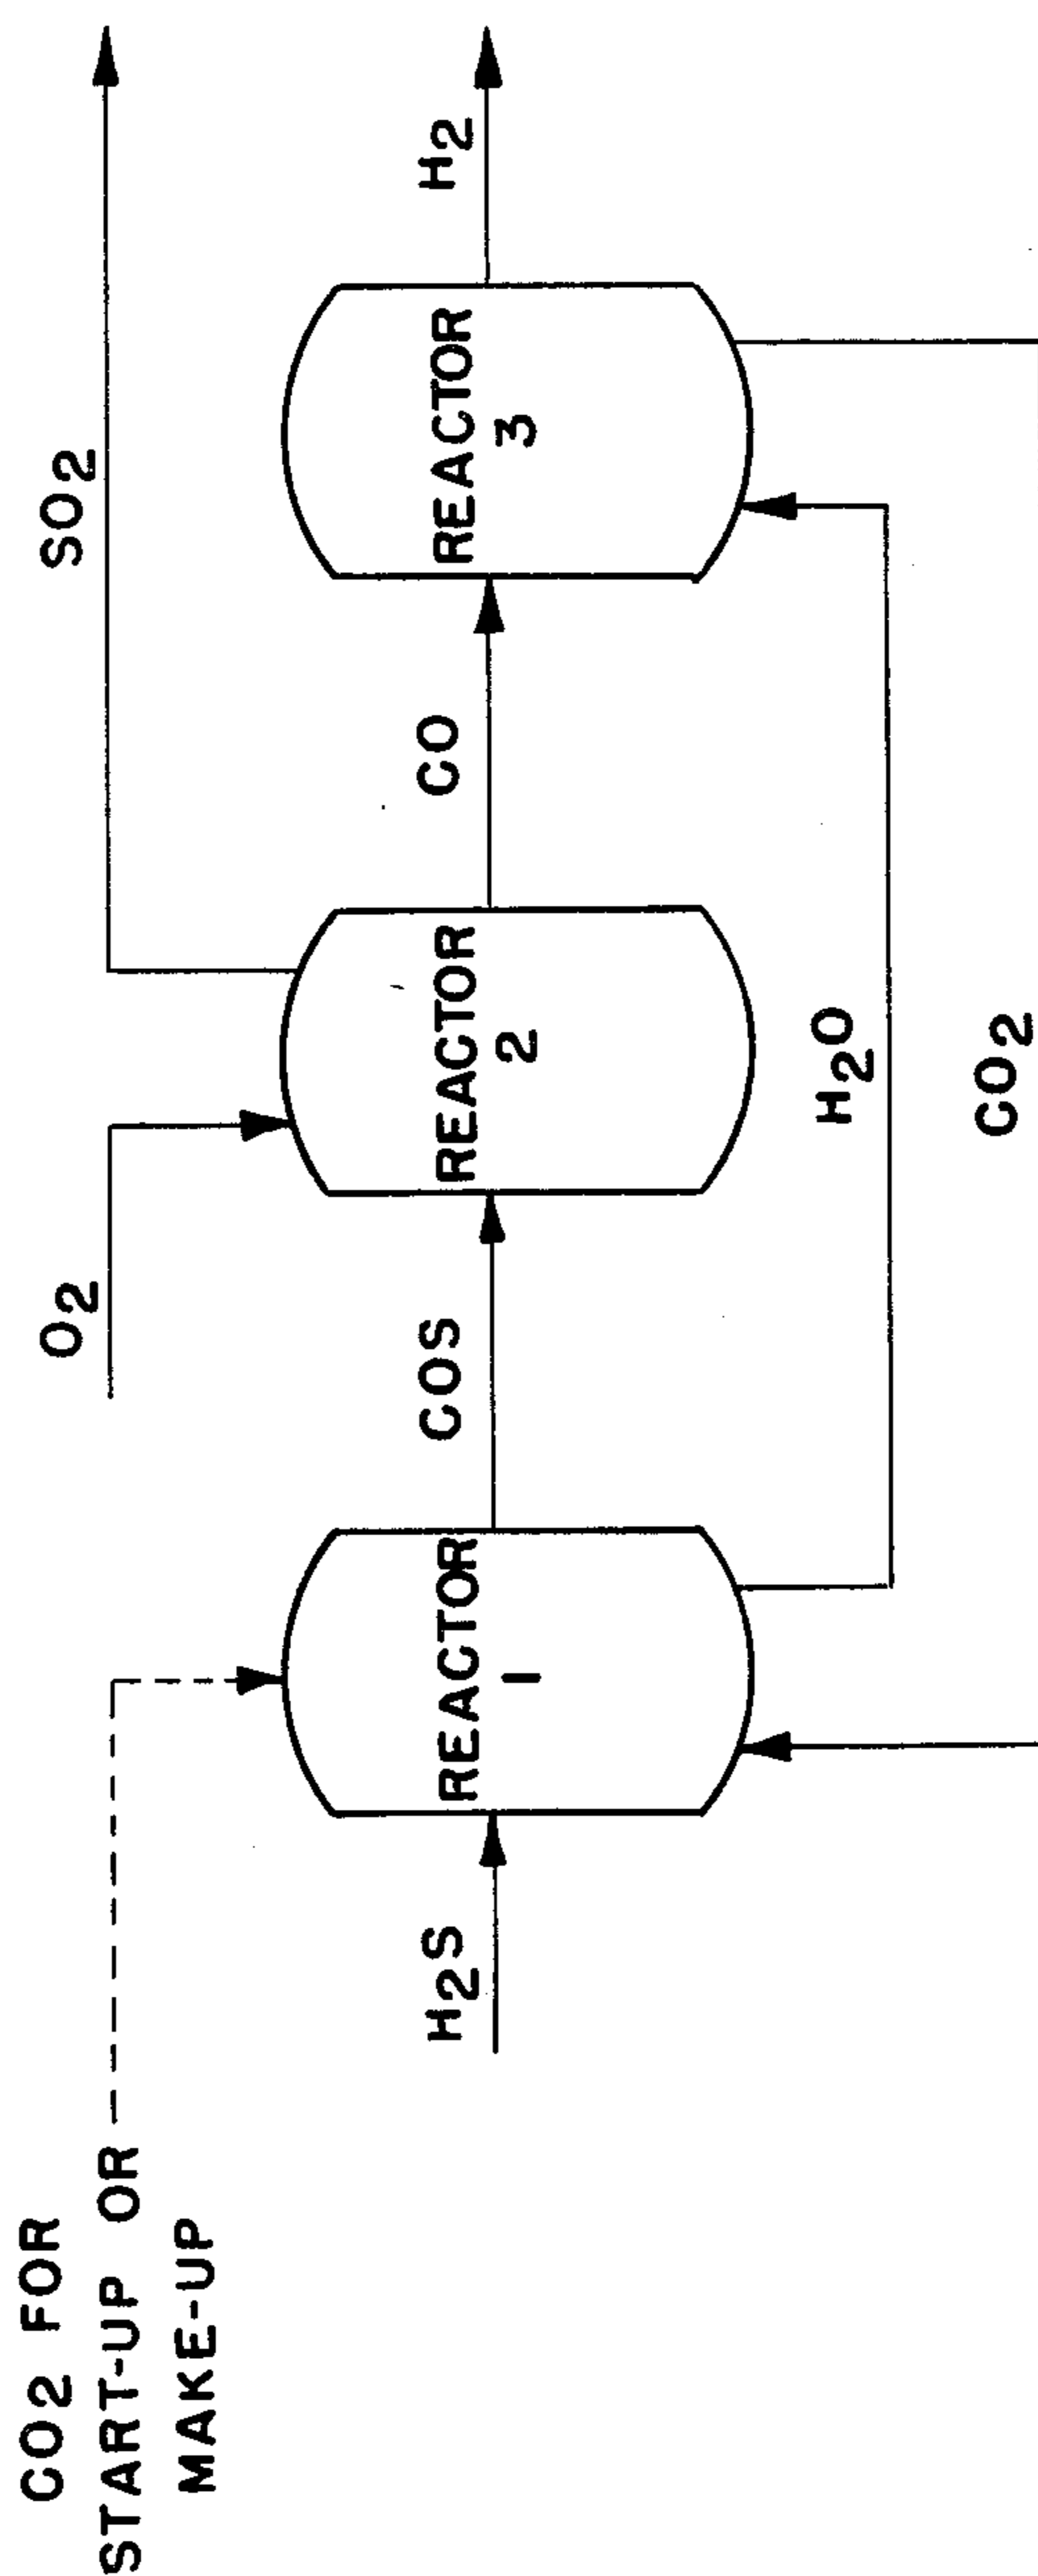 CO2 FOR
START-UP OR
MAKE-UP
O2
SO2
H2S
REACTOR
1
COS
REACTOR
2
CO
REACTOR
3
H2
H2O
CO2